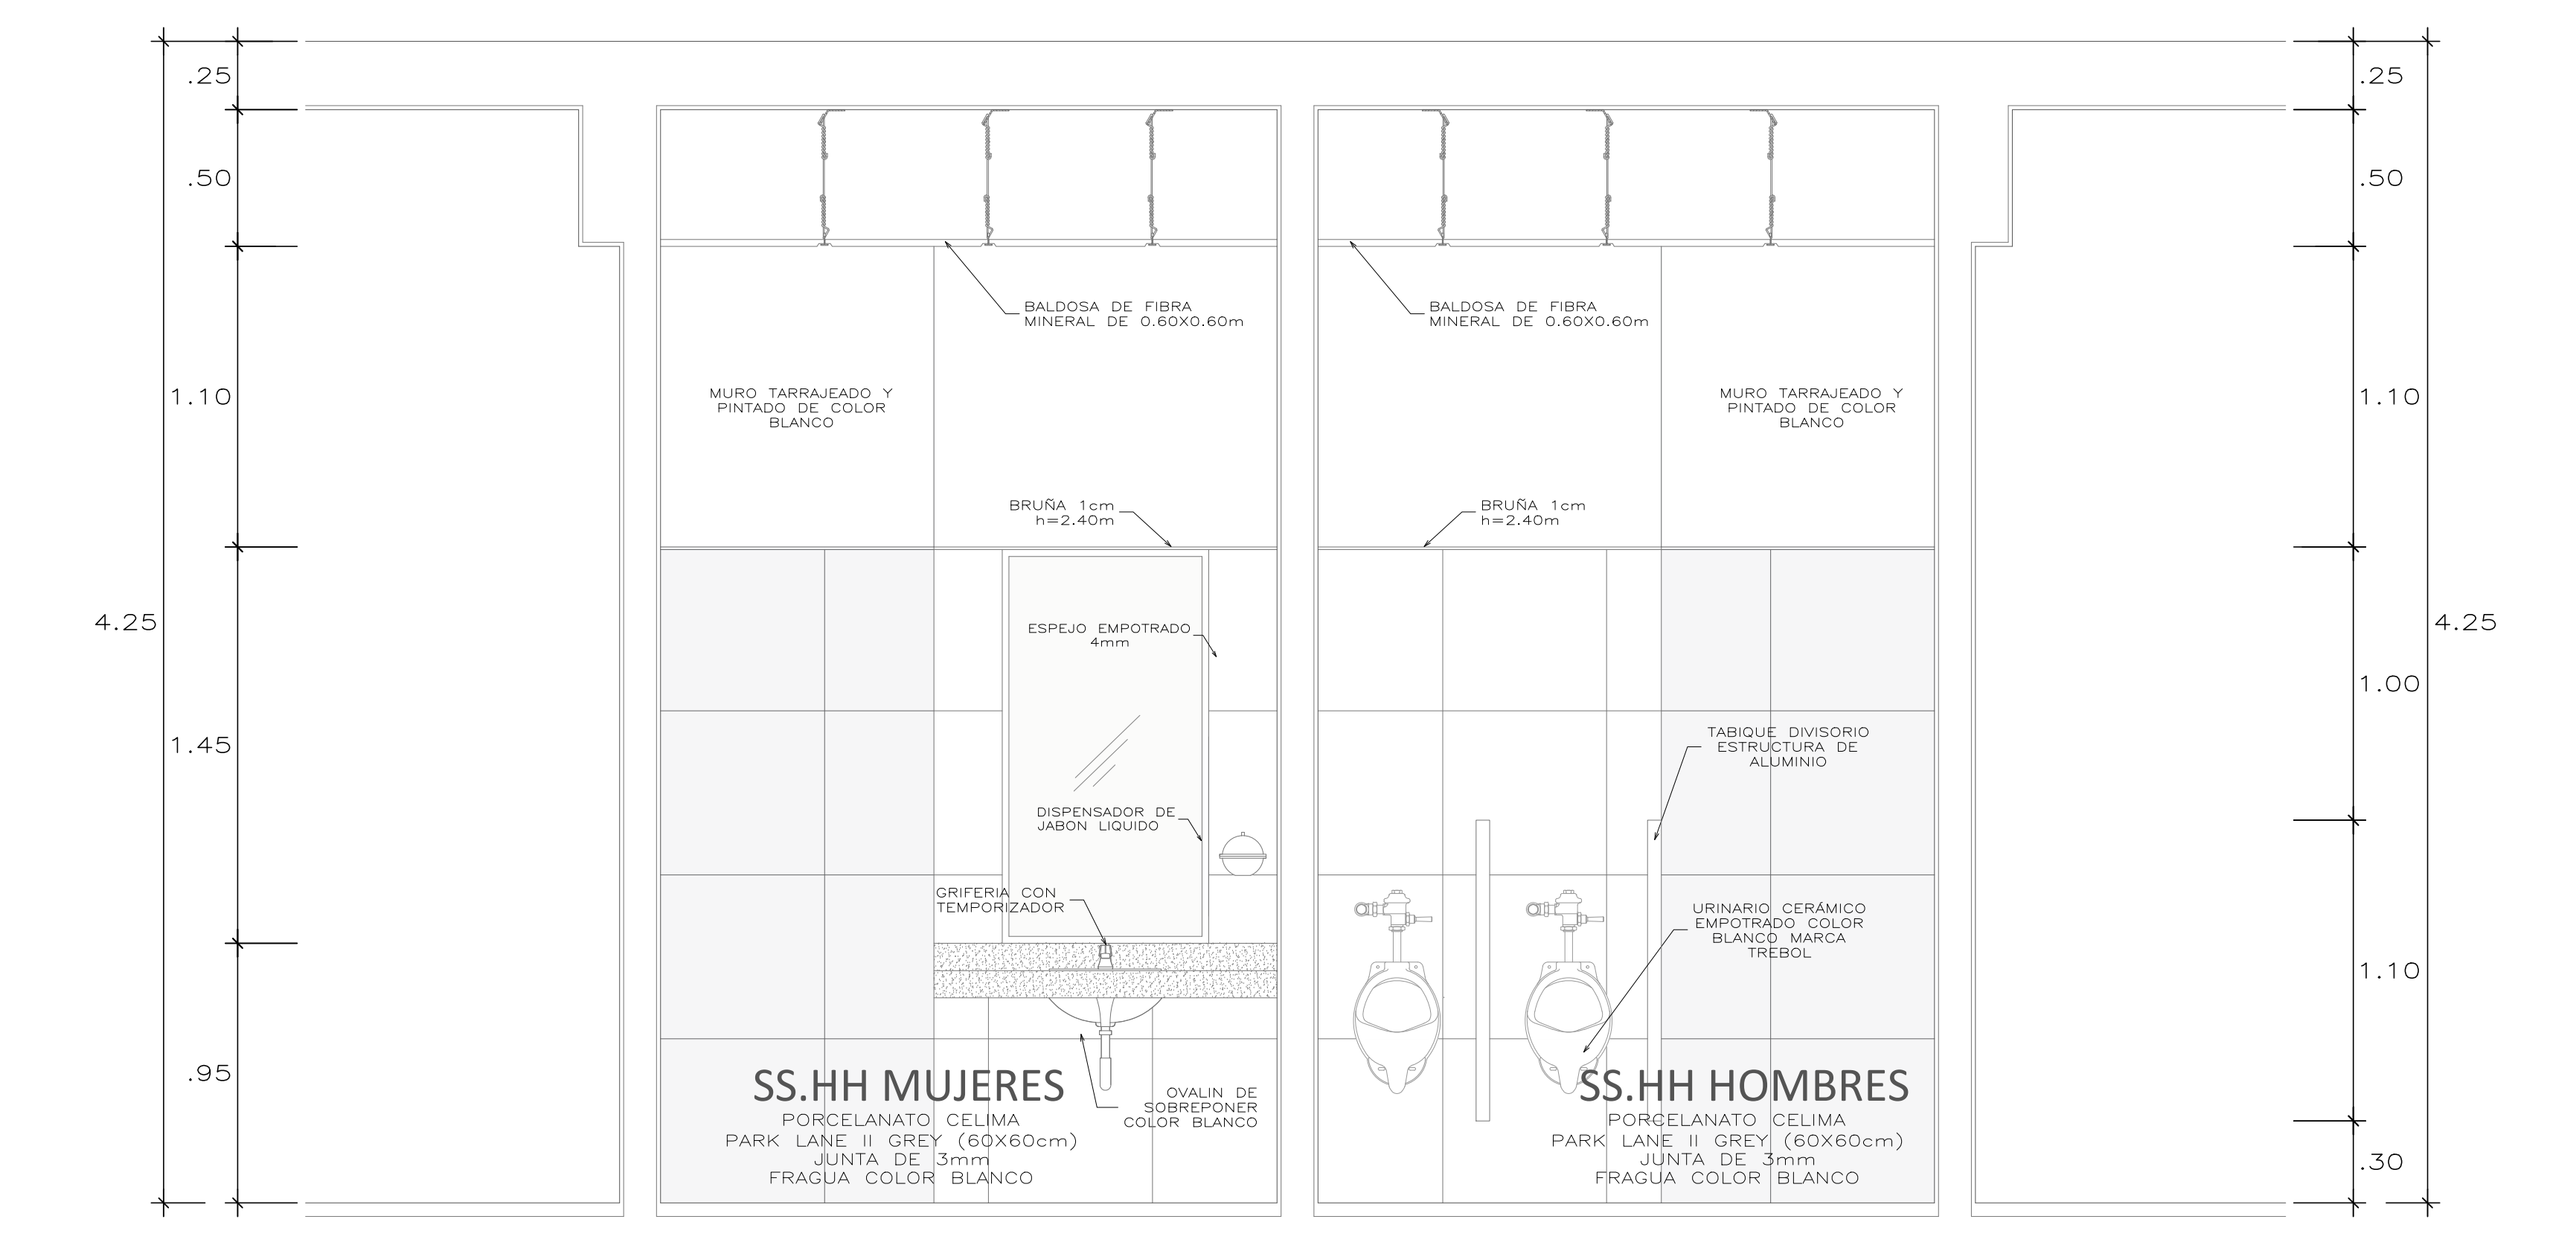 .25
.50
1.10
4.25
1.45
.95
BALDOSA DE FIBRA
MINERAL DE 0.60X0.60m
MURO TARRAJEADO Y
PINTADO DE COLOR
BLANCO
BRUÑA 1cm
h=2.40m
ESPEJO EMPOTRADO
4mm
DISPENSADOR DE
JABON LIQUIDO
GRIFERIA CON
TEMPORIZADOR
SS.HH MUJERES
PORCELANATO CELIMA
PARK LANE II GREY (60X60cm)
JUNTA DE 3mm
FRAGUA COLOR BLANCO
OVALIN DE
SOBREPONER
COLOR BLANCO
BALDOSA DE FIBRA
MINERAL DE 0.60X0.60m
MURO TARRAJEADO Y
PINTADO DE COLOR
BLANCO
BRUÑA 1cm
h=2.40m
TABIQUE DIVISORIO
ESTRUCTURA DE
ALUMINIO
URINARIO CERÁMICO
EMPOTRADO COLOR
BLANCO MARCA
TREBOL
SS.HH HOMBRES
PORCELANATO CELIMA
PARK LANE II GREY (60X60cm)
JUNTA DE 3mm
FRAGUA COLOR BLANCO
.25
.50
1.10
4.25
1.00
1.10
.30